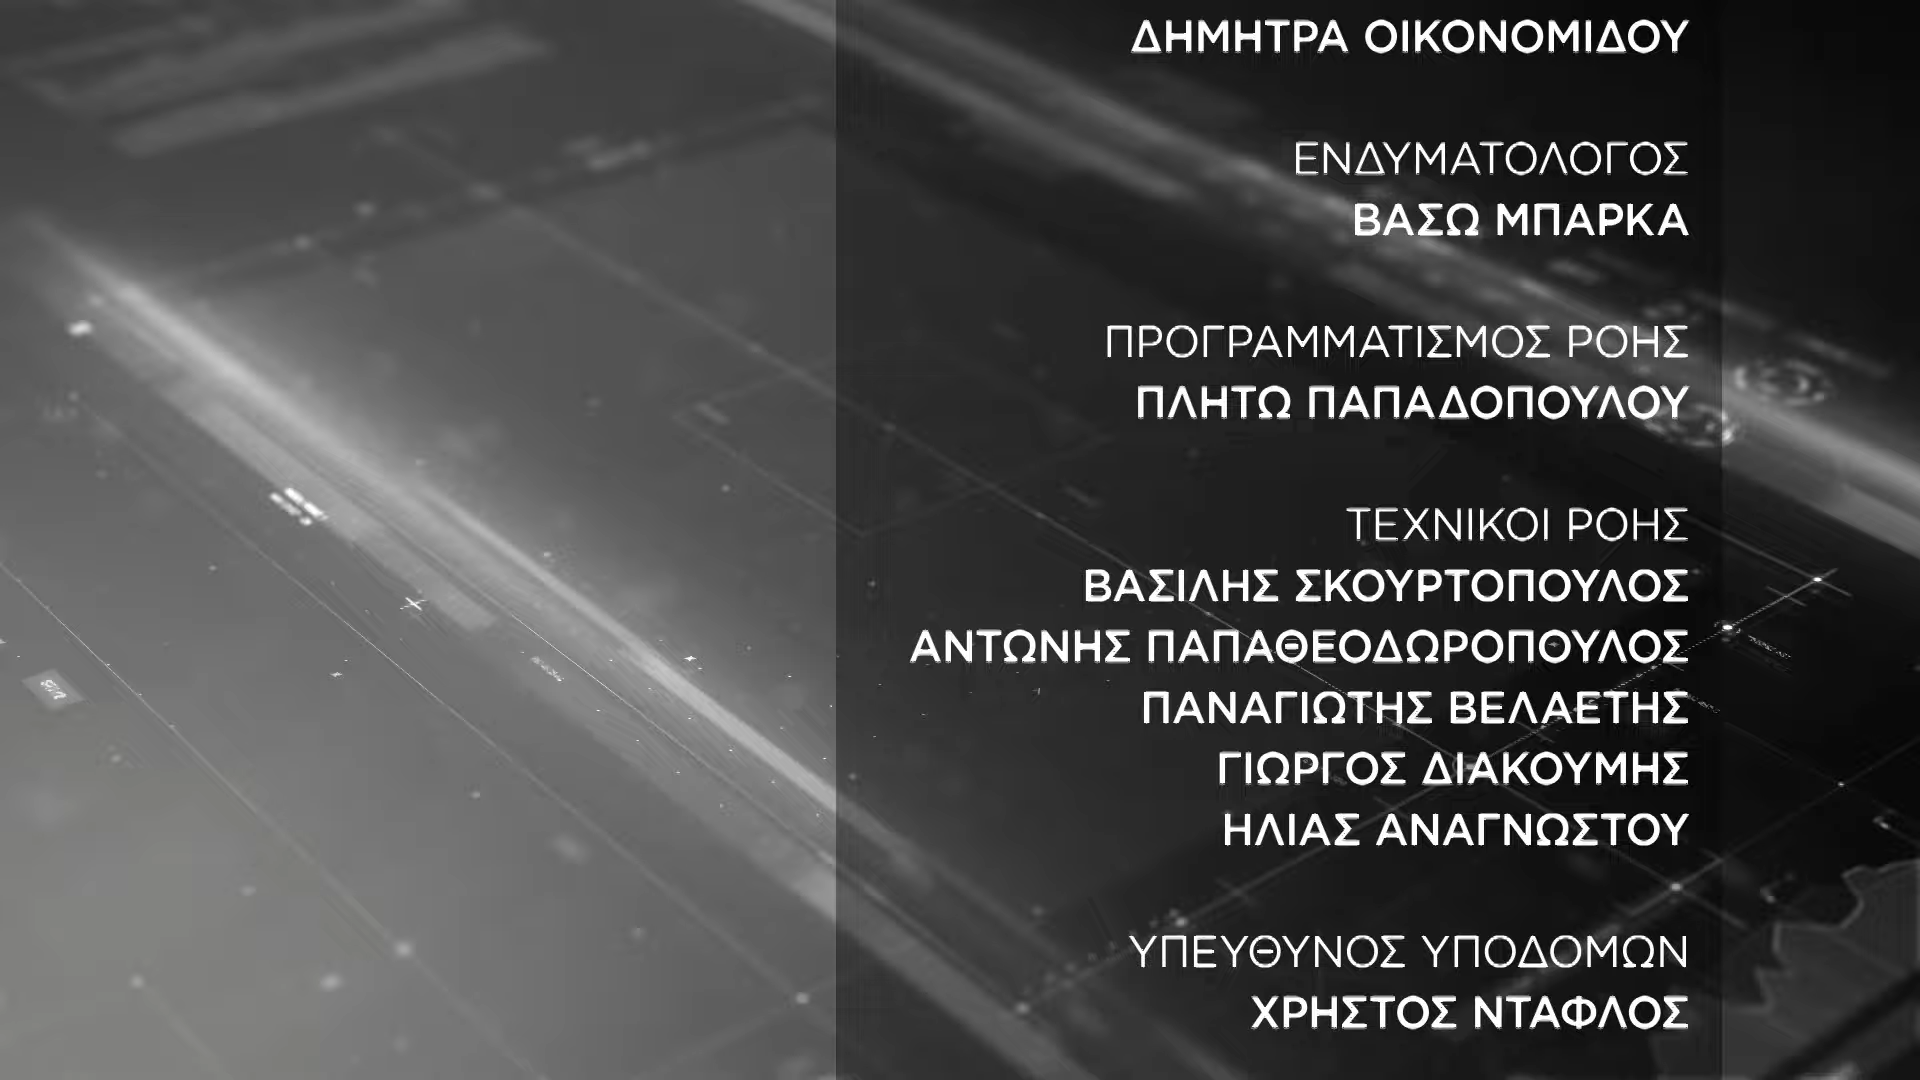 ΔΗΜΗΤΡΑ ΟΙΚΟΝΟΜΙΔΟΥ
ΕΝΔΥΜΑΤΟΛΟΓΟΣ
ΒΑΣΩ ΜΠΑΡΚΑ
ΠΡΟΓΡΑΜΜΑΤΙΣΜΟΣ ΡΟΗΣ
ΠΛΗΤΩ ΠΑΠΑΔΟΠΟΥΛΟΥ
ΤΕΧΝΙΚΟΙ ΡΟΗΣ
ΒΑΣΙΛΗΣ ΣΚΟΥΡΤΟΠΟΥΛΟΣ
ΑΝΤΩΝΗΣ ΠΑΠΑΘΕΟΔΩΡΟΠΟΥΛΟΣ
ΠΑΝΑΓΙΩΤΗΣ ΒΕΛΑΕΤΗΣ
ΓΙΩΡΓΟΣ ΔΙΑΚΟΥΜΗΣ
ΗΛΙΑΣ ΑΝΑΓΝΩΣΤΟΥ
ΥΠΕΥΘΥΝΟΣ ΥΠΟΔΟΜΩΝ
ΧΡΗΣΤΟΣ ΝΤΑΦΛΟΣ